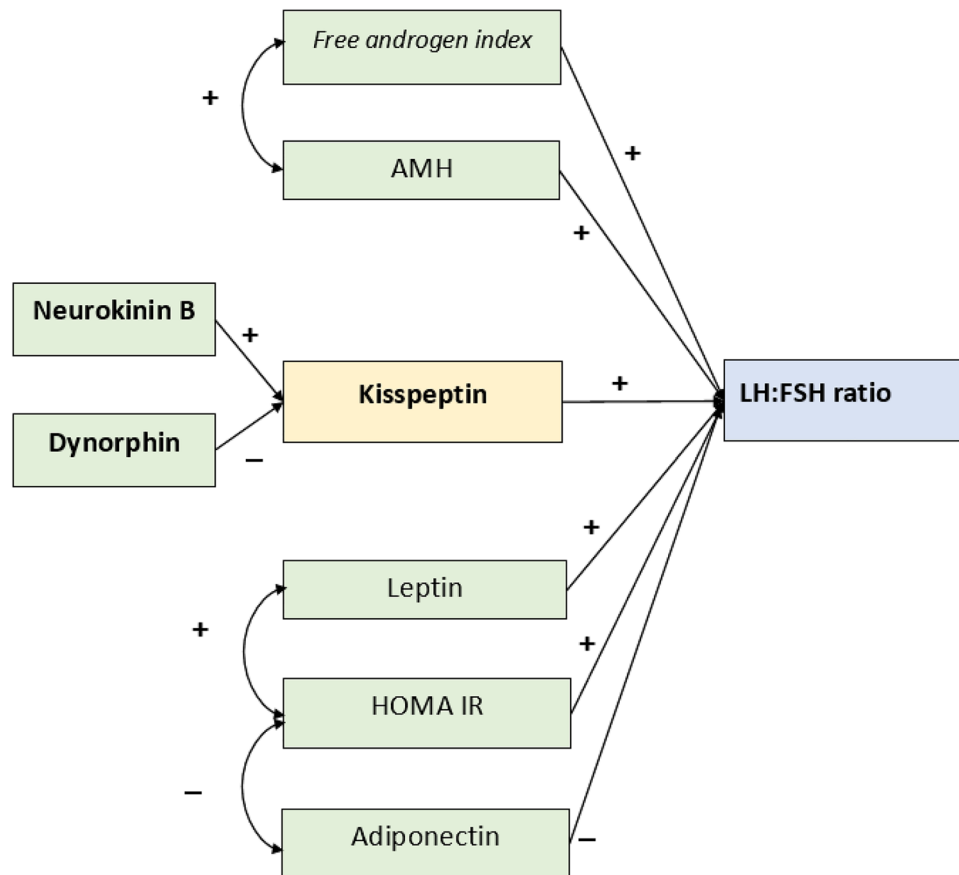 Free androgen index
+
+
AMH
+
Neurokinin B
+
Kisspeptin
+
LH:FSH ratio
Dynorphin
–
+
Leptin
+
+
HOMA IR
–
Adiponectin
–